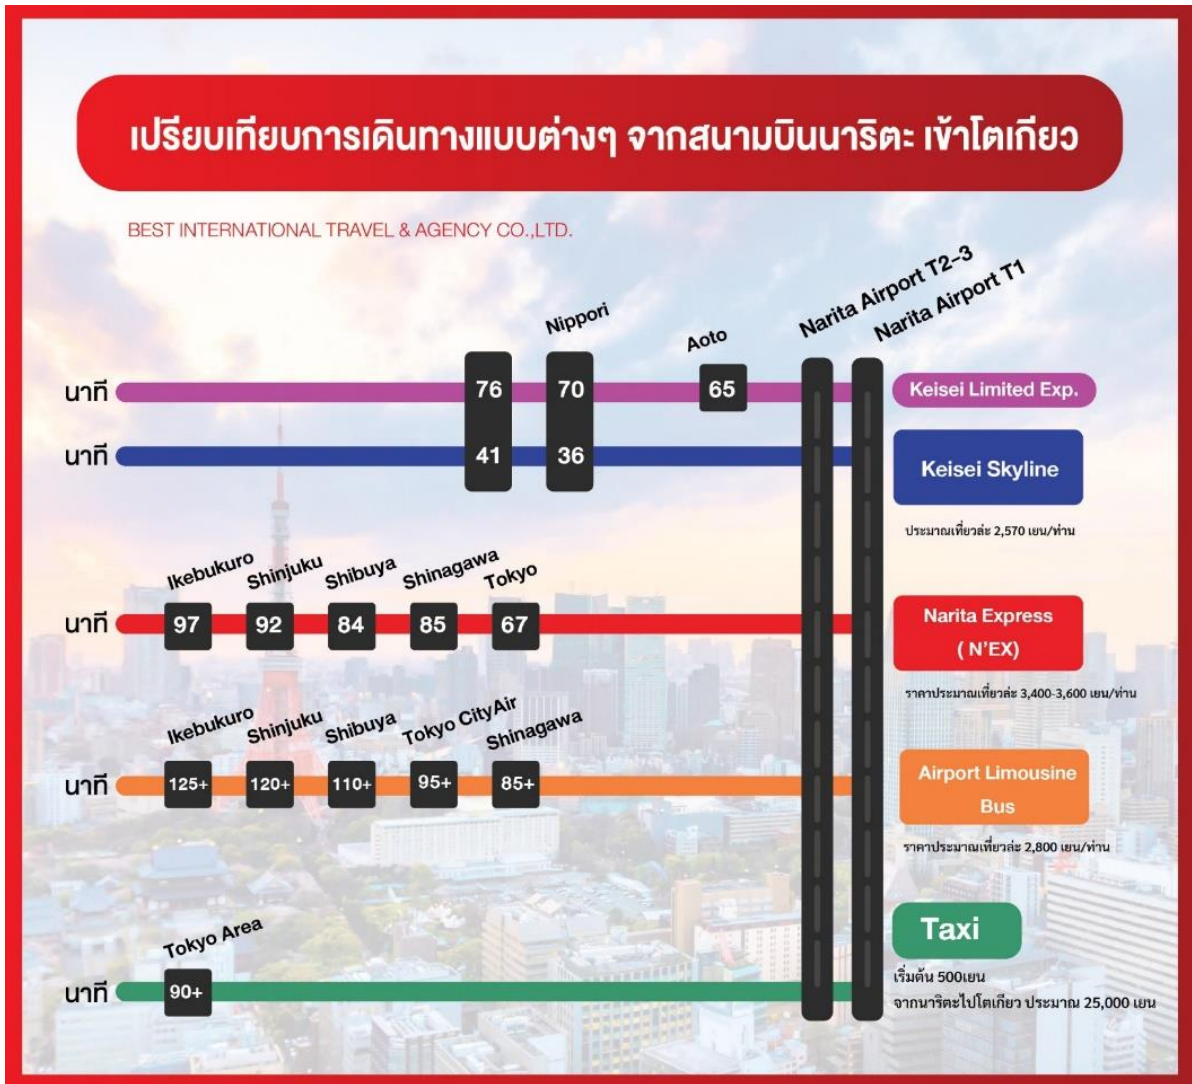 เปรียบเทียบการเดินทางแบบต่างๆ จากสนามบินนาริตะ เข้าโตเกียว
BEST INTERNATIONAL TRAVEL & AGENCY CO.,LTD.
Nippori
Aoto
Narita Airport T2-3
Narita Airport T1
นาที
76
70
65
Keisei Limited Exp.
นาที
41
36
Keisei Skyline
ประมาณเที่ยวล่ะ 2,570 เยน/ท่าน
Ikebukuro
Shinjuku
Shibuya
Shinagawa
Tokyo
นาที
97
92
84
85
67
Narita Express
( N'EX)
ราคาประมาณเที่ยวล่ะ 3,400-3,600 เยน/ท่าน
Ikebukuro
Shinjuku
Shibuya
Tokyo CityAir
Shinagawa
นาที
125+
120+
110+
95+
85+
Airport Limousine
Bus
ราคาประมาณเที่ยวล่ะ 2,800 เยน/ท่าน
Tokyo Area
นาที
90+
Taxi
เริ่มต้น 500เยน
จากนาริตะไปโตเกียว ประมาณ 25,000 เยน